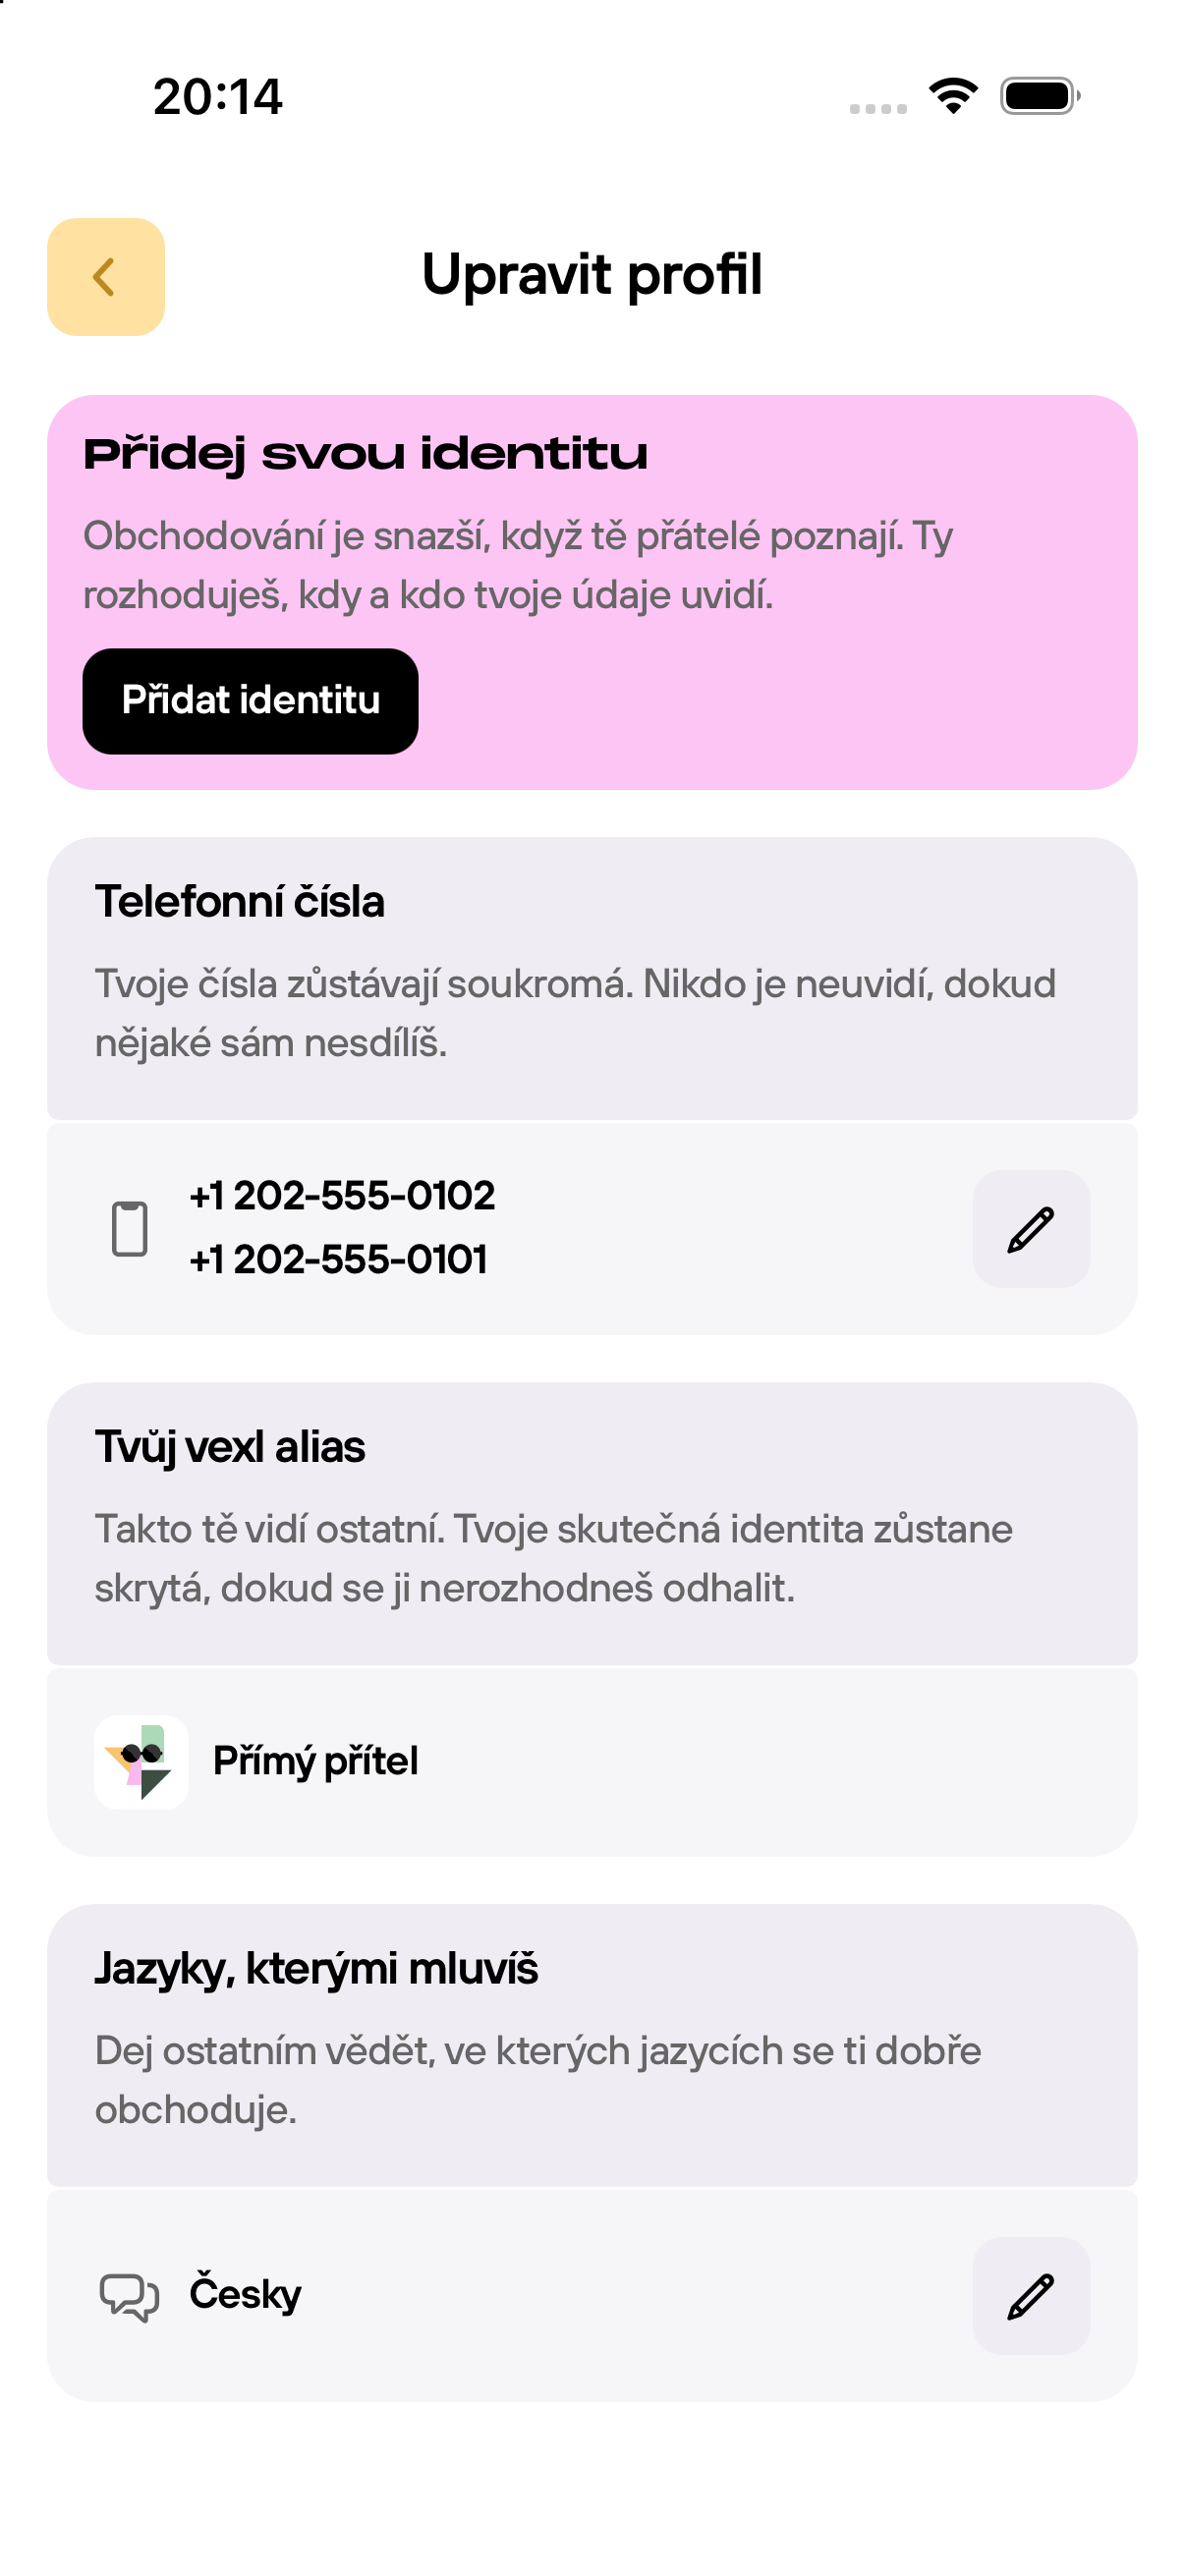 20:14
Upravit profil
Přidej svou identitu
Obchodování je snazší, když tě přátelé poznají. Ty
rozhoduješ, kdy a kdo tvoje údaje uvidí.
Přidat identitu
Telefonní čísla
Tvoje čísla zůstávají soukromá. Nikdo je neuvidí, dokud
nějaké sám nesdílíš.
+1 202-555-0102
+1 202-555-0101
Tvůj vexl alias
Takto tě vidí ostatní. Tvoje skutečná identita zůstane
skrytá, dokud se ji nerozhodneš odhalit.
Přímý přítel
Jazyky, kterými mluvíš
Dej ostatním vědět, ve kterých jazycích se ti dobře
obchoduje.
Česky